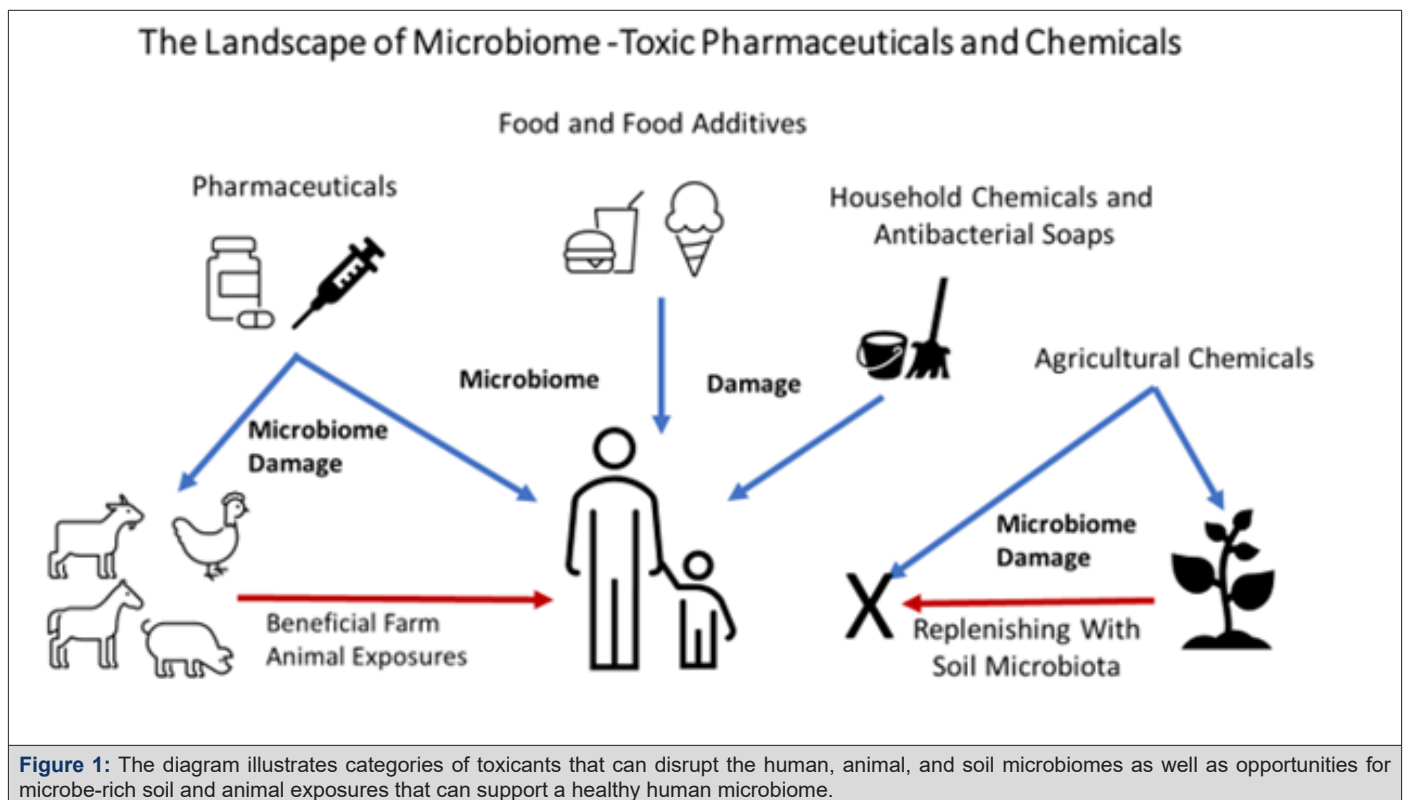 The Landscape of Microbiome -Toxic Pharmaceuticals and Chemicals
Food and Food Additives
Pharmaceuticals
Household Chemicals and
Antibacterial Soaps
Agricultural Chemicals
Microbiome
Damage
Microbiome
Damage
Microbiome
Damage
X
Beneficial Farm
Animal Exposures
Replenishing With
Soil Microbiota
Figure 1: The diagram illustrates categories of toxicants that can disrupt the human, animal, and soil microbiomes as well as opportunities for
microbe-rich soil and animal exposures that can support a healthy human microbiome.